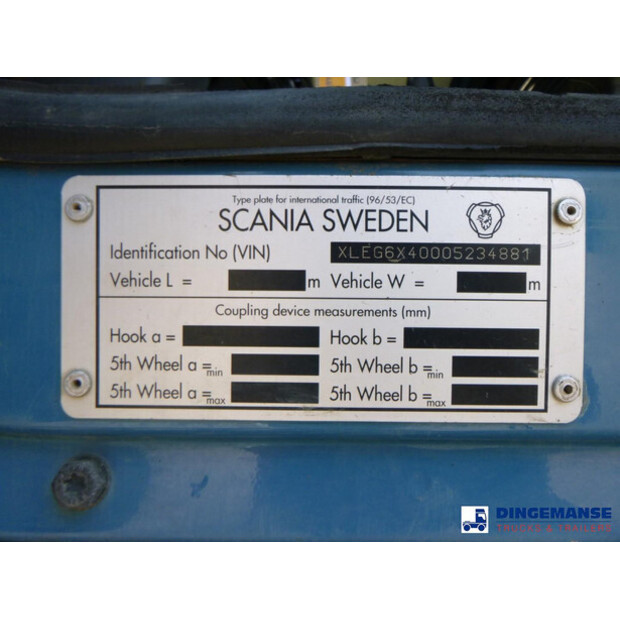 Type plate for international traffic (96/53/EC)
SCANIA SWEDEN
Identification No (VIN) XLEG6X40005234881
Vehicle L = m Vehicle W = m
Coupling device measurements (mm)
Hook a = Hook b =
5th Wheel a = min 5th Wheel b = min
5th Wheel a = max 5th Wheel b = max
DINGEMANSE
TRUCKS & TRAILERS